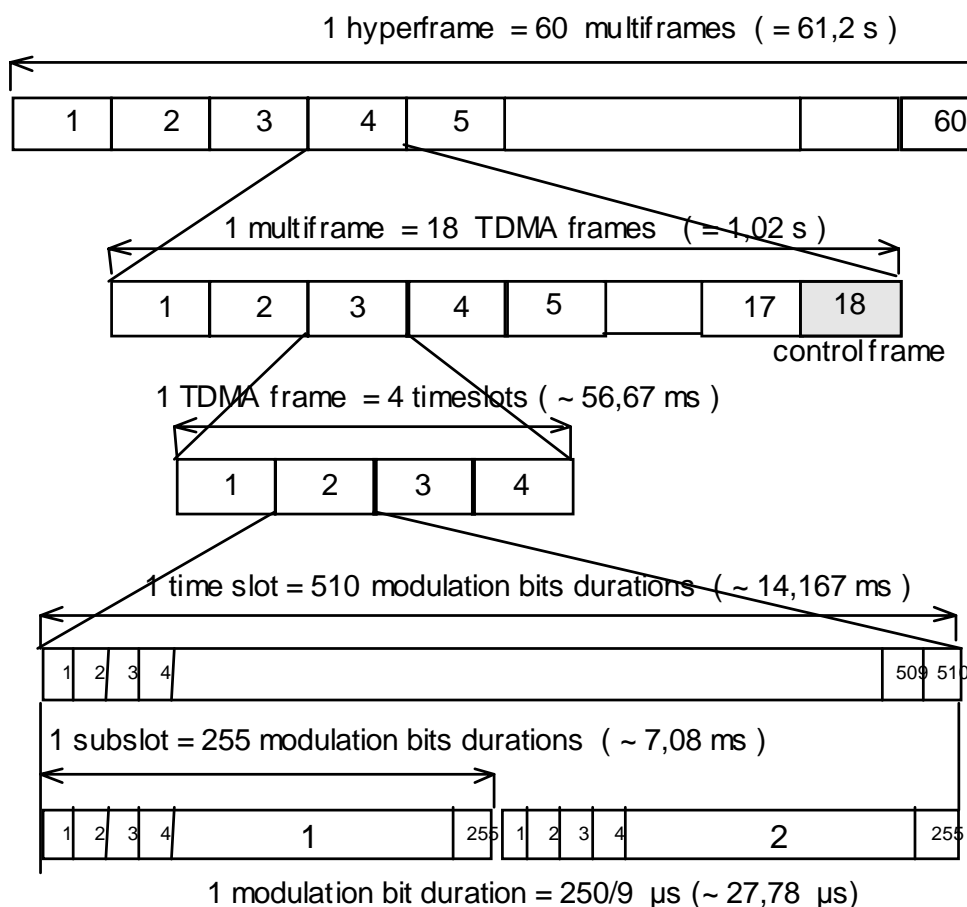 1 hyperframe = 60 multiframes ( = 61,2 s )
1 2 3 4 5 60
1 multiframe = 18 TDMA frames ( = 1,02 s )
1 2 3 4 5 17 18
control frame
1 TDMA frame = 4 timeslots ( ~ 56,67 ms )
1 2 3 4
1 time slot = 510 modulation bits durations ( ~ 14,167 ms )
1 2 3 4 509 510
1 subslot = 255 modulation bits durations ( ~ 7,08 ms )
1 2 3 4 1 255 1 2 3 4 2 255
1 modulation bit duration = 250/9 µs (~ 27,78 µs)